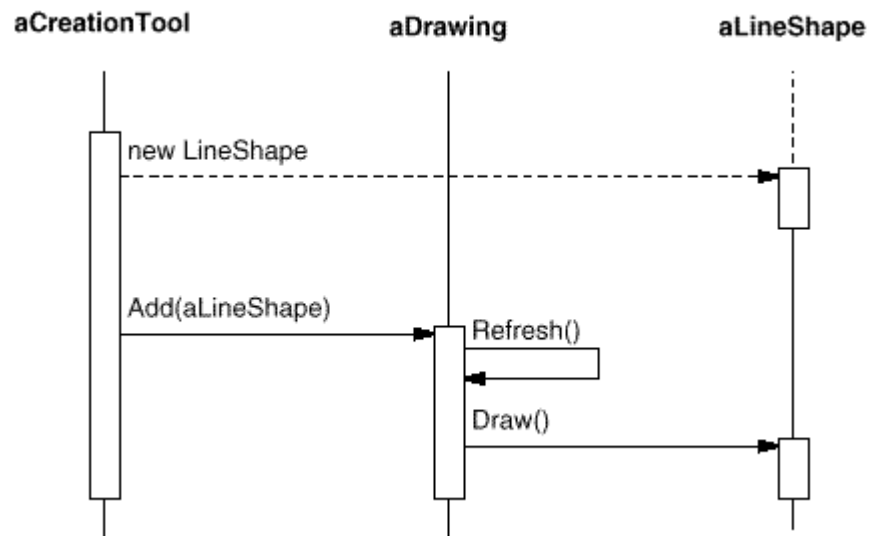 aCreationTool
aDrawing
aLineShape
new LineShape
Add(aLineShape)
Refresh()
Draw()